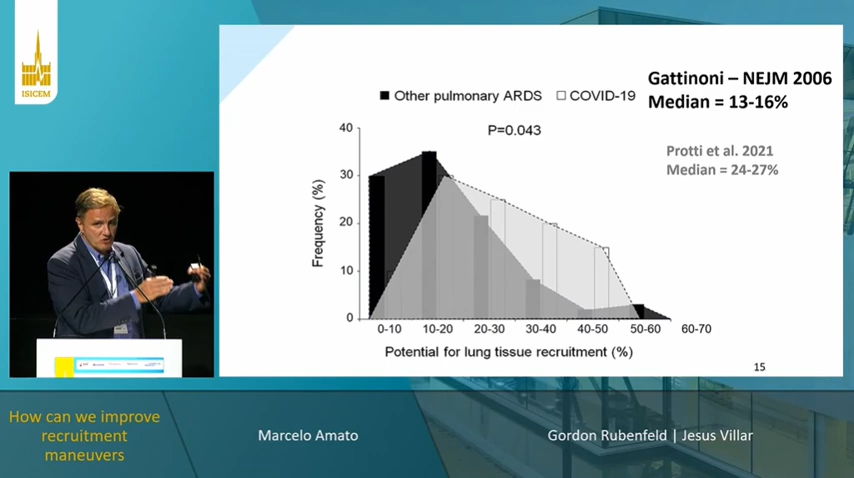 ISICEM
Gattinoni – NEJM 2006
Median = 13-16%
Other pulmonary ARDS
COVID-19
P=0.043
Protti et al. 2021
Median = 24-27%
Frequency (%)
40
30
20
10
0
0-10
10-20
20-30
30-40
40-50
50-60
60-70
Potential for lung tissue recruitment (%)
15
How can we improve
recruitment
maneuvers
Marcelo Amato
Gordon Rubenfeld | Jesus Villar